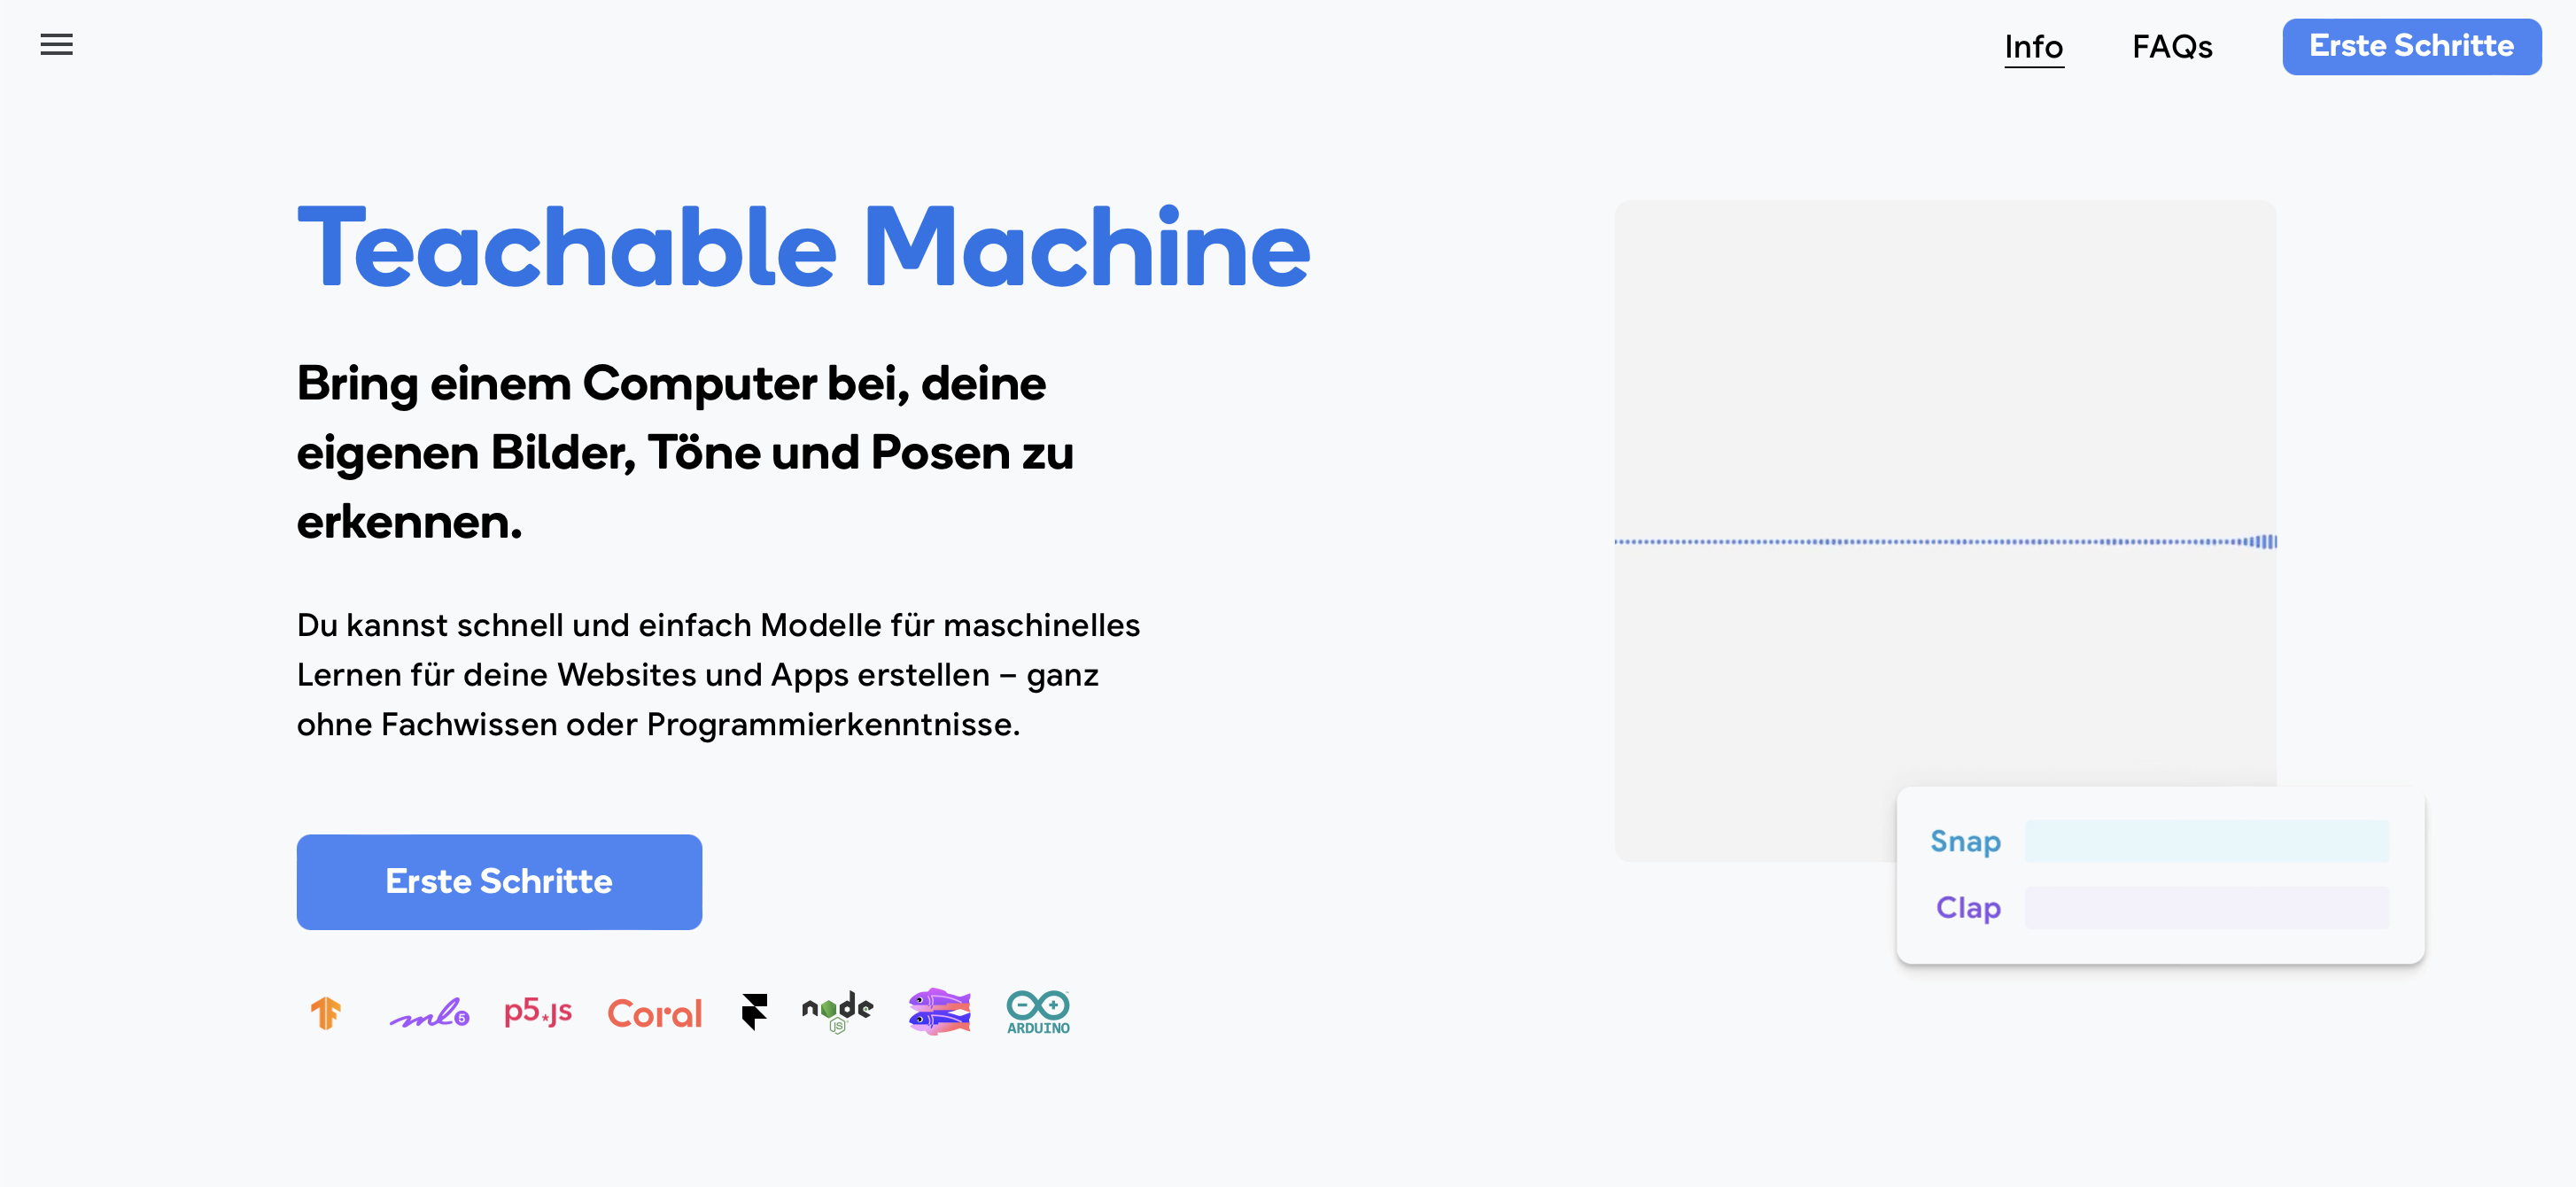 Info
FAQs
Erste Schritte
Teachable Machine
Bring einem Computer bei, deine
eigenen Bilder, Töne und Posen zu
erkennen.
Du kannst schnell und einfach Modelle für maschinelles
Lernen für deine Websites und Apps erstellen – ganz
ohne Fachwissen oder Programmierkenntnisse.
Erste Schritte
Snap
Clap
TF
ml5
p5*js
Coral
node
JS
ARDUINO